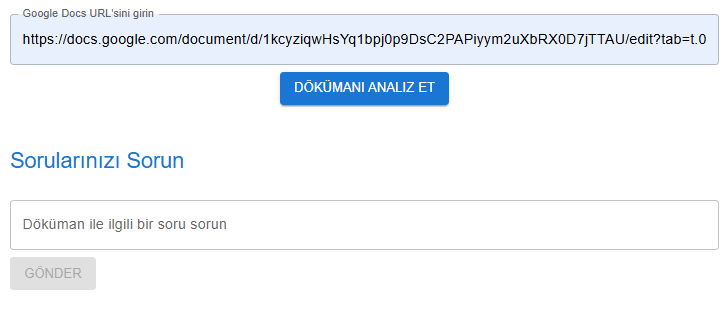 Google Docs URL'sini girin
https://docs.google.com/document/d/1kcyziqwHsYq1bpj0p9DsC2PAPiyym2uXbRX0D7jTTAU/edit?tab=t.0
DÖKÜMANI ANALIZ ET
Sorularınızı Sorun
Döküman ile ilgili bir soru sorun
GÖNDER